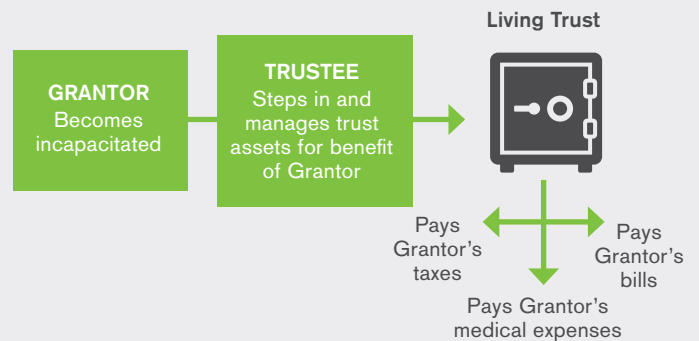 Living Trust
GRANTOR
Becomes
incapacitated
TRUSTEE
Steps in and
manages trust
assets for benefit
of Grantor
Pays
Grantor’s
taxes
Pays
Grantor’s
bills
Pays Grantor’s
medical expenses